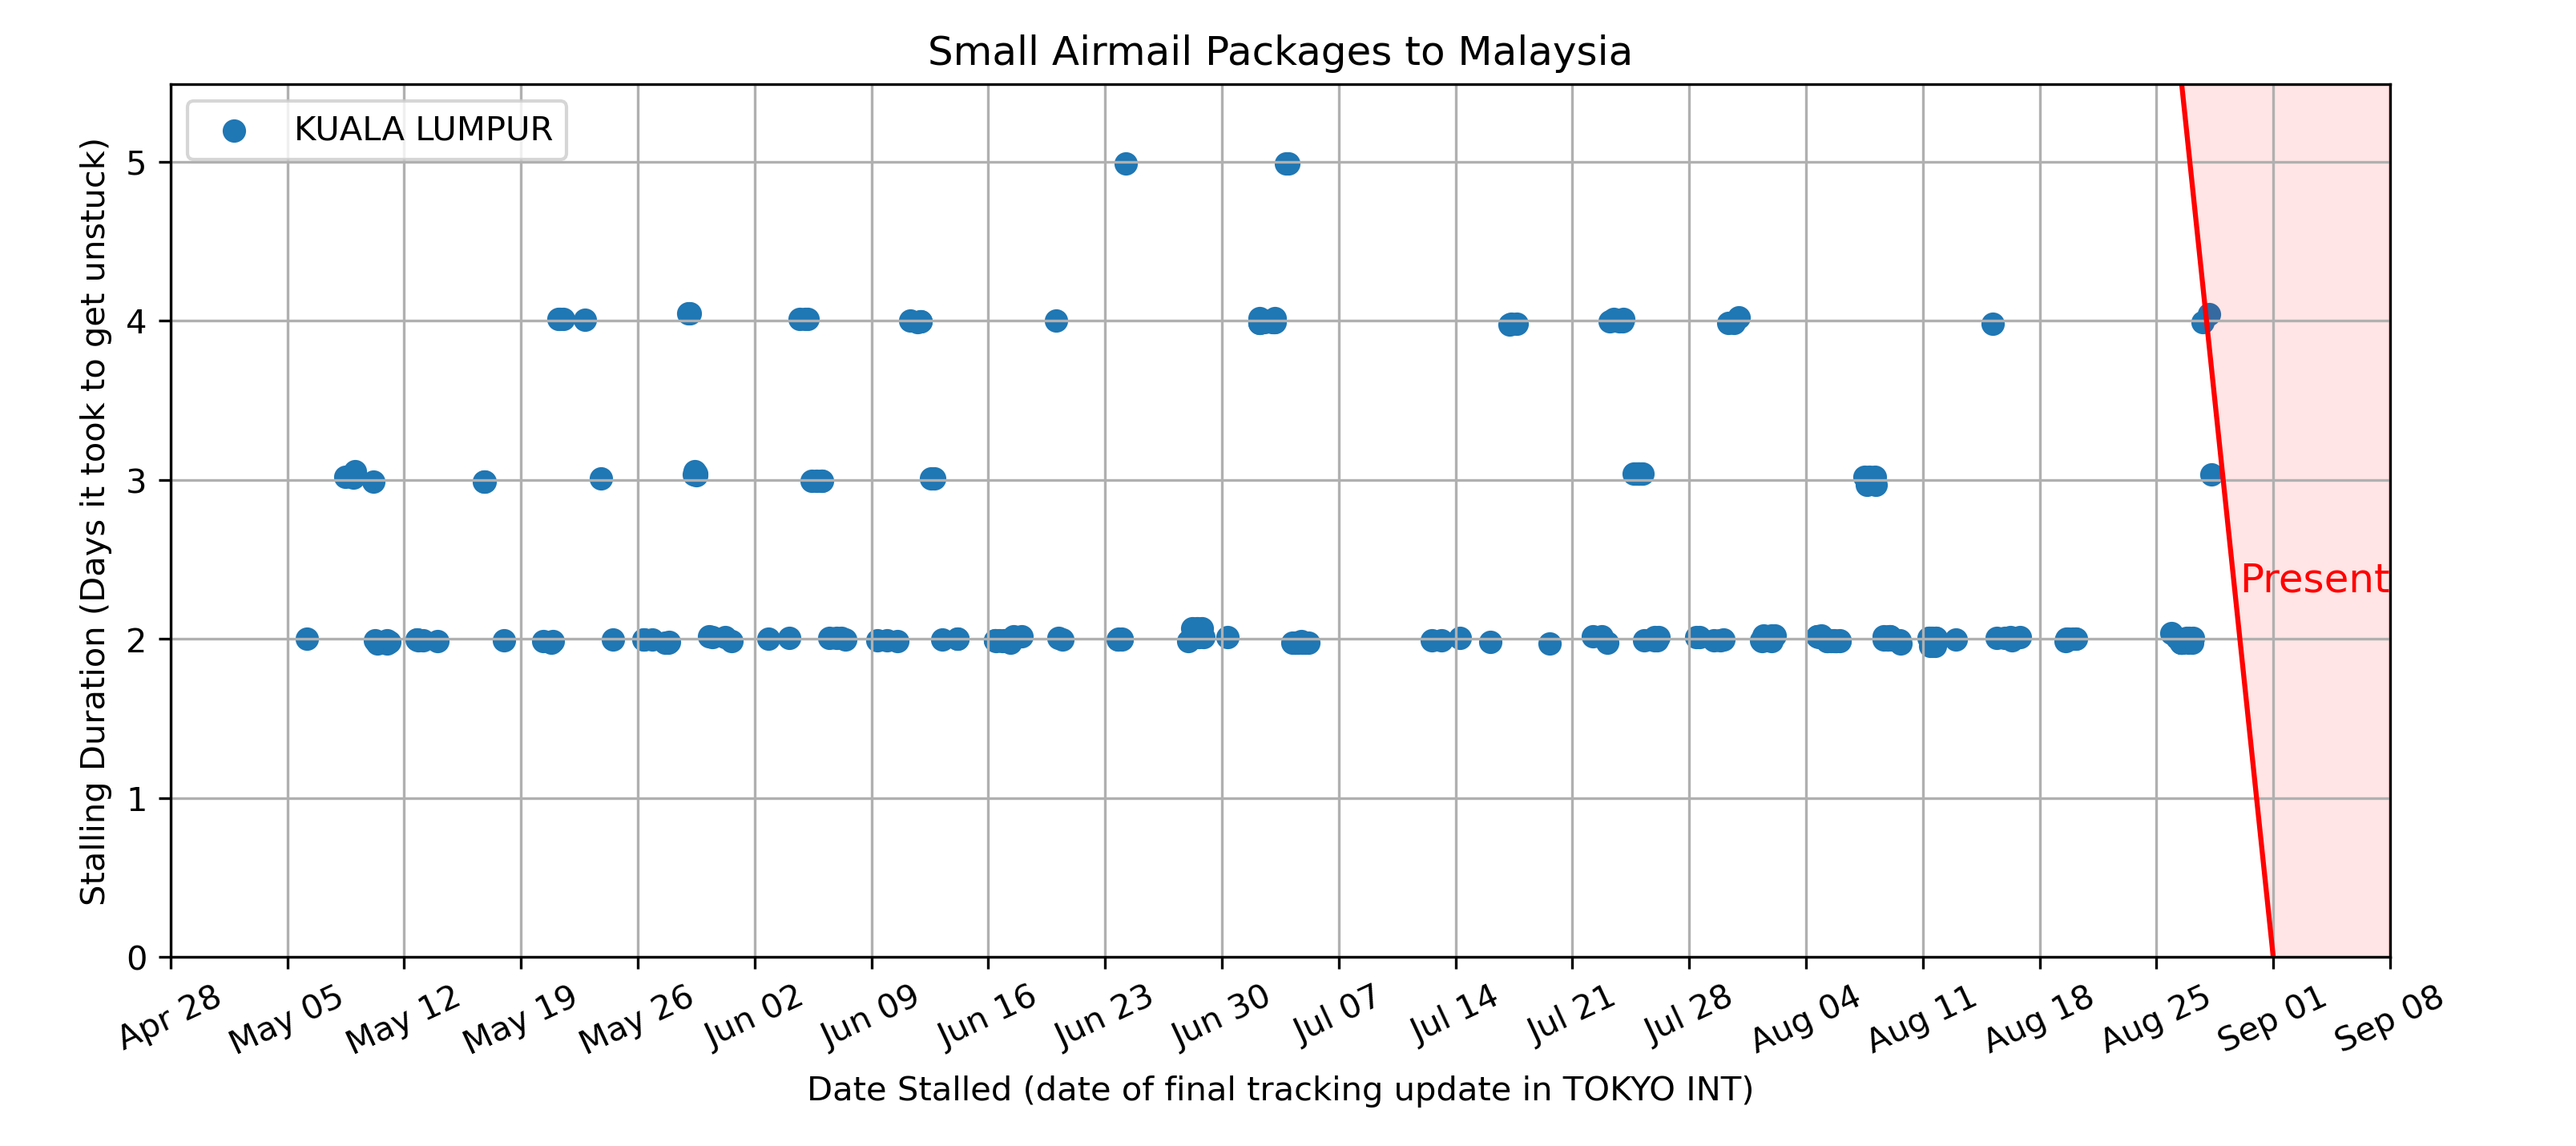 Small Airmail Packages to Malaysia
KUALA LUMPUR
Stalling Duration (Days it took to get unstuck)
5
4
3
2
1
0
Present
Apr 28
May 05
May 12
May 19
May 26
Jun 02
Jun 09
Jun 16
Jun 23
Jun 30
Jul 07
Jul 14
Jul 21
Jul 28
Aug 04
Aug 11
Aug 18
Aug 25
Sep 01
Sep 08
Date Stalled (date of final tracking update in TOKYO INT)